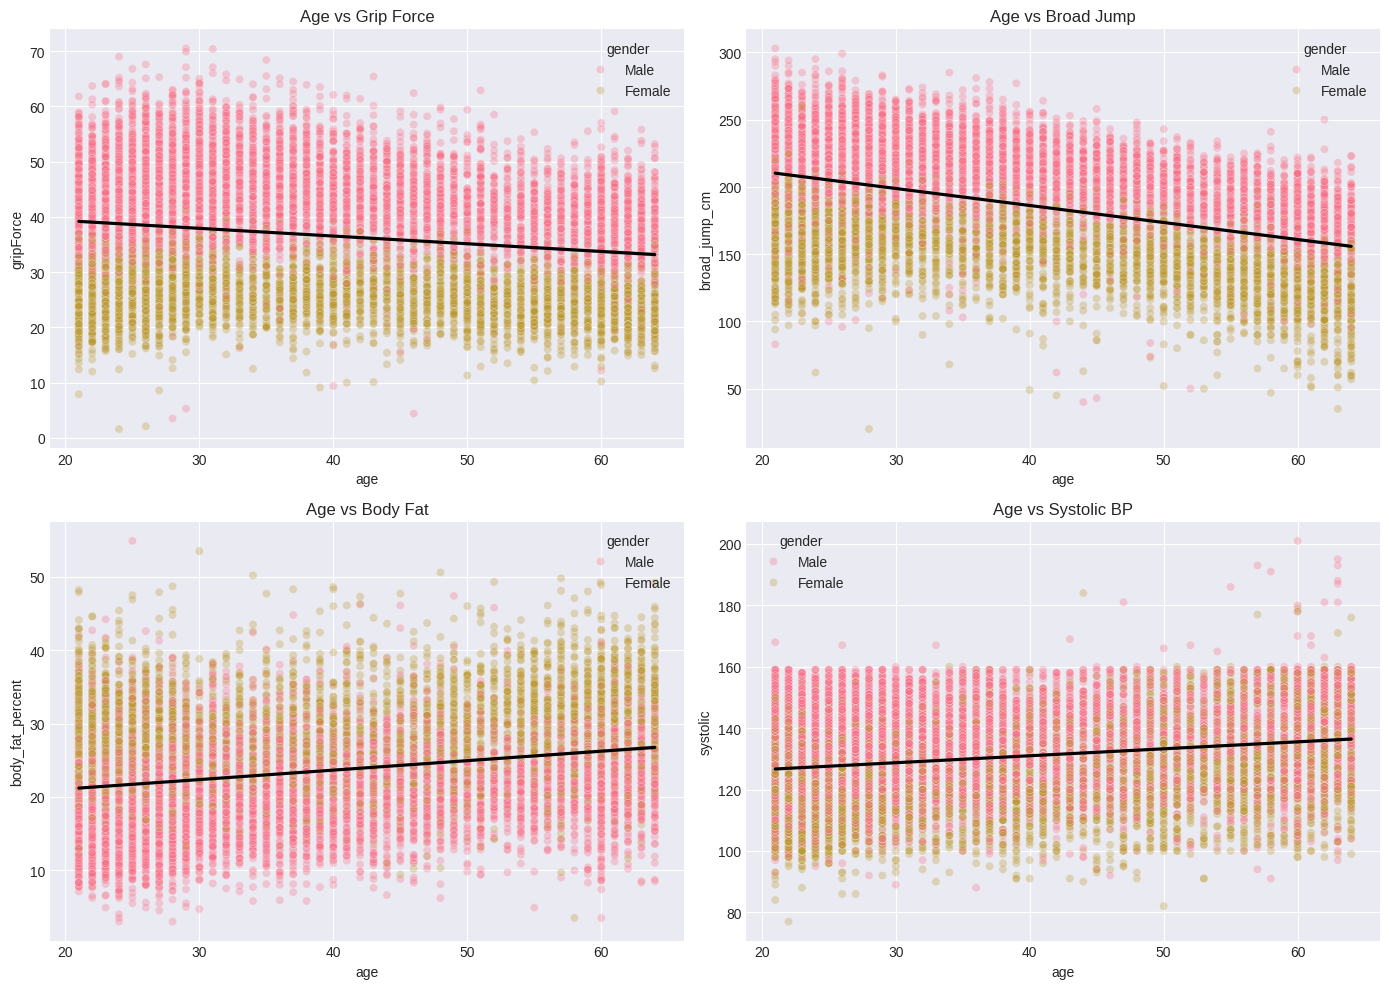 Age vs Grip Force
70
60
50
40
30
20
10
0
gripForce
20
30
40
50
60
age
gender
Male
Female
Age vs Broad Jump
300
250
200
150
100
50
broad_jump_cm
20
30
40
50
60
age
gender
Male
Female
Age vs Body Fat
50
40
30
20
10
body_fat_percent
20
30
40
50
60
age
gender
Male
Female
Age vs Systolic BP
200
180
160
140
120
100
80
systolic
20
30
40
50
60
age
gender
Male
Female